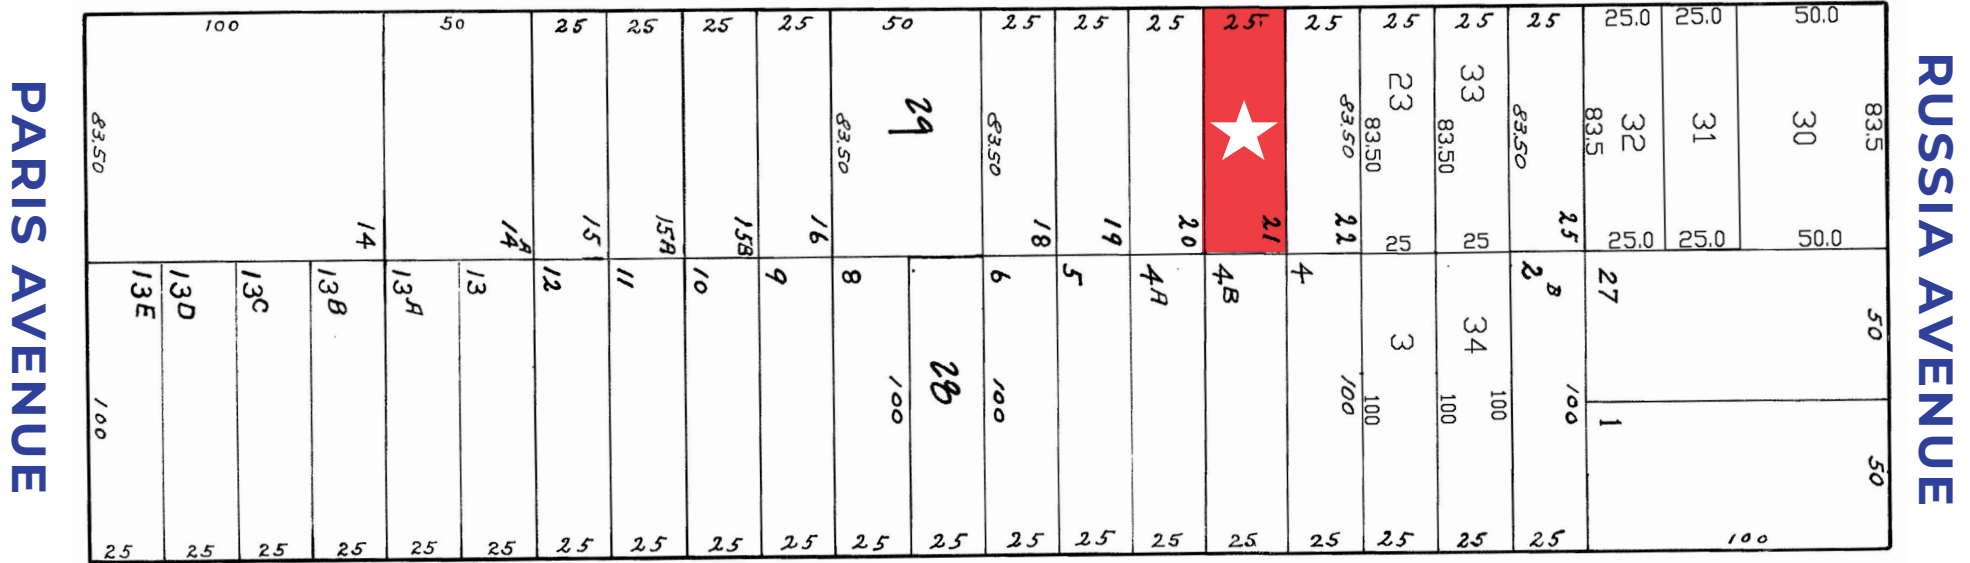 PARIS AVENUE
100 50 25 25 25 25 50 25 25 25 25 25 25 25 25 25.0 25.0 50.0
83.50 83.50 29 83.50 83.50 23 83.50 33 83.50 83.50 83.5 32 31 30 83.5
14 14A 15 15A 15B 16 18 19 20 21 22 25 25 25 25.0 25.0 50.0
13E 13D 13C 13B 13A 13 12 11 10 9 8 6 5 4A 4B 4 2B 27
100 100 28 100 100 3 100 34 100 100 100 1 50 50
25 25 25 25 25 25 25 25 25 25 25 25 25 25 25 25 25 25 25 25 100
RUSSIA AVENUE